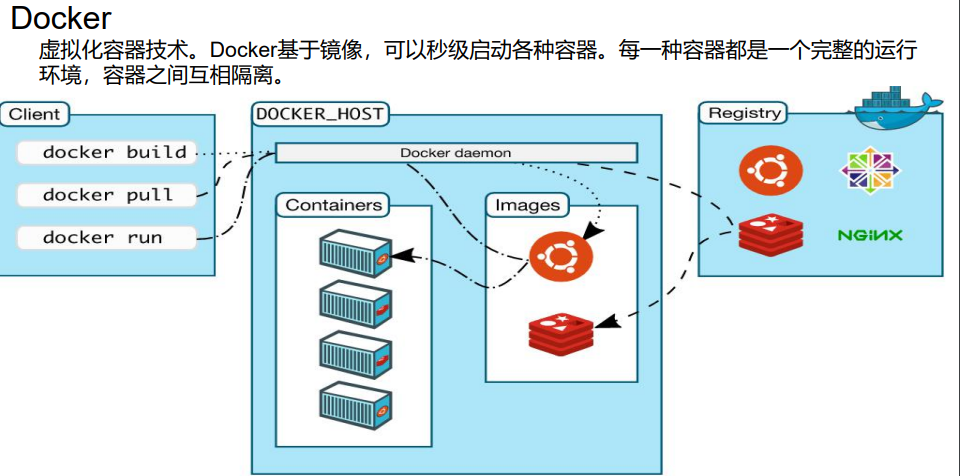 Docker
虚拟化容器技术。Docker基于镜像，可以秒级启动各种容器。每一种容器都是一个完整的运行
环境，容器之间互相隔离。
Client
docker build
docker pull
docker run
DOCKER_HOST
Docker daemon
Containers
Images
Registry
NGINX